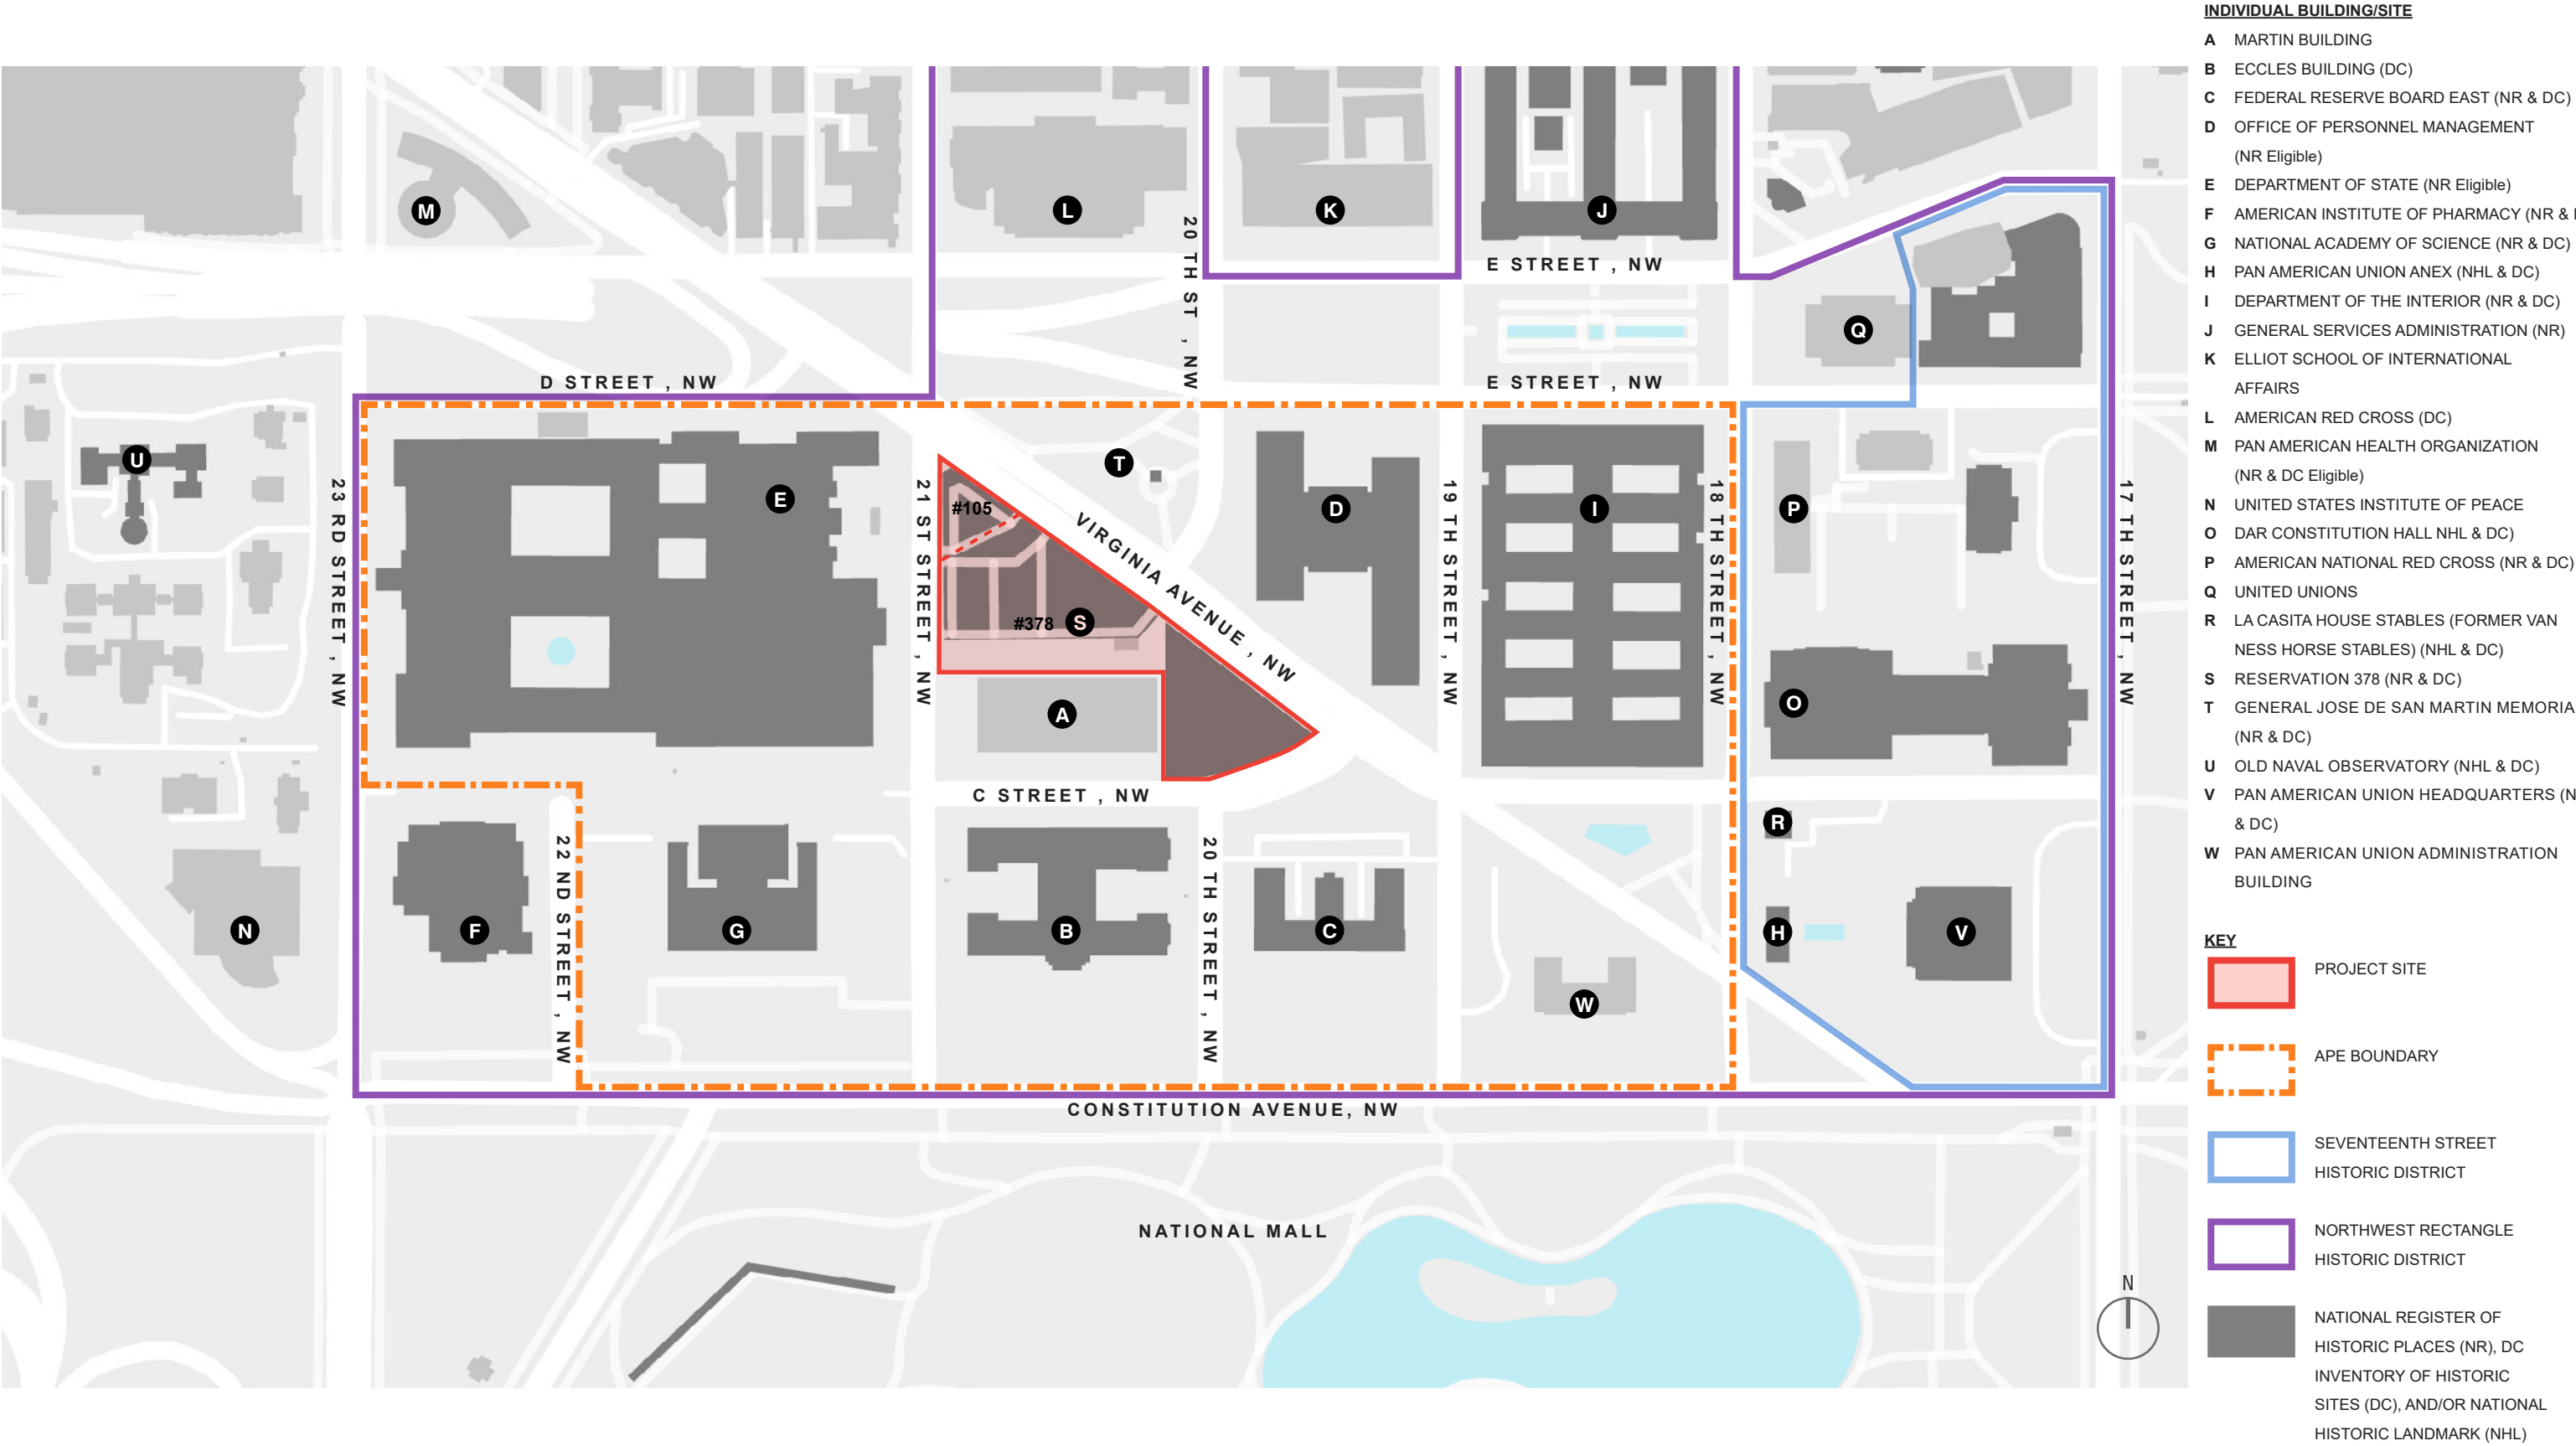 INDIVIDUAL BUILDING/SITE
A MARTIN BUILDING
B ECCLES BUILDING (DC)
C FEDERAL RESERVE BOARD EAST (NR & DC)
D OFFICE OF PERSONNEL MANAGEMENT
(NR Eligible)
E DEPARTMENT OF STATE (NR Eligible)
F AMERICAN INSTITUTE OF PHARMACY (NR &
G NATIONAL ACADEMY OF SCIENCE (NR & DC)
H PAN AMERICAN UNION ANEX (NHL & DC)
I DEPARTMENT OF THE INTERIOR (NR & DC)
J GENERAL SERVICES ADMINISTRATION (NR)
K ELLIOT SCHOOL OF INTERNATIONAL
AFFAIRS
L AMERICAN RED CROSS (DC)
M PAN AMERICAN HEALTH ORGANIZATION
(NR & DC Eligible)
N UNITED STATES INSTITUTE OF PEACE
O DAR CONSTITUTION HALL NHL & DC)
P AMERICAN NATIONAL RED CROSS (NR & DC)
Q UNITED UNIONS
R LA CASITA HOUSE STABLES (FORMER VAN
NESS HORSE STABLES) (NHL & DC)
S RESERVATION 378 (NR & DC)
T GENERAL JOSE DE SAN MARTIN MEMORIA
(NR & DC)
U OLD NAVAL OBSERVATORY (NHL & DC)
V PAN AMERICAN UNION HEADQUARTERS (N
& DC)
W PAN AMERICAN UNION ADMINISTRATION
BUILDING
KEY
PROJECT SITE
APE BOUNDARY
SEVENTEENTH STREET
HISTORIC DISTRICT
NORTHWEST RECTANGLE
HISTORIC DISTRICT
NATIONAL REGISTER OF
HISTORIC PLACES (NR), DC
INVENTORY OF HISTORIC
SITES (DC), AND/OR NATIONAL
HISTORIC LANDMARK (NHL)
M
L
K
J
20 TH ST , NW
E STREET , NW
Q
D STREET , NW
E STREET , NW
U
T
23 RD STREET , NW
E
21 ST STREET , NW
#105
VIRGINIA AVENUE , NW
D
19 TH STREET , NW
I
18 TH STREET , NW
P
17 TH STREET , NW
#378
S
A
O
C STREET , NW
R
N
F
22 ND STREET , NW
G
B
20 TH STREET , NW
C
H
V
W
CONSTITUTION AVENUE, NW
NATIONAL MALL
N